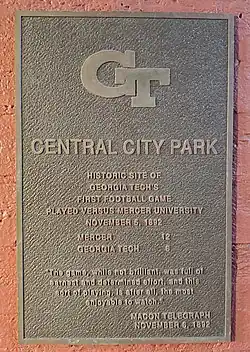 GT
CENTRAL CITY PARK
HISTORIC SITE OF
GEORGIA TECH'S
FIRST FOOTBALL GAME
PLAYED VERSUS MERCER UNIVERSITY
NOVEMBER 5, 1892
MERCER 12
GEORGIA TECH 6
"The game, while not brilliant, was full of
earnest and determined effort, and this
sort of playing, is after all, the most
enjoyable to watch."
MACON TELEGRAPH
NOVEMBER 6, 1892